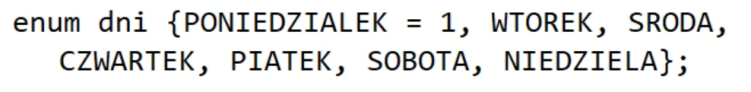 enum dni {PONIEDZIALEK = 1, WTOREK, SRODA,
CZWARTEK, PIATEK, SOBOTA, NIEDZIELA};